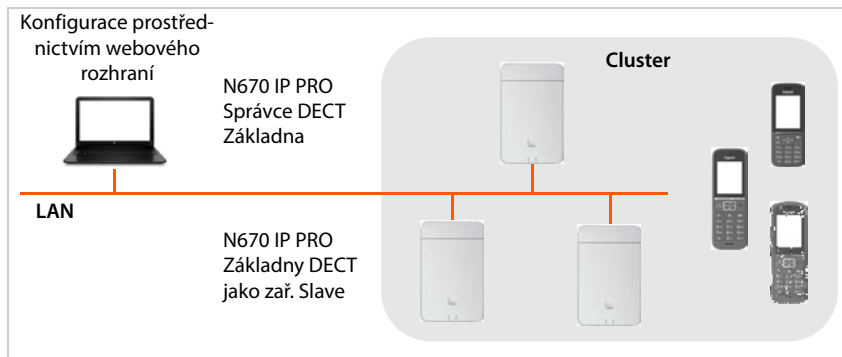 Konfigurace prostřed-
nictvím webového
rozhraní
N670 IP PRO
Správce DECT
Základna
Cluster
LAN
N670 IP PRO
Základny DECT
jako zař. Slave